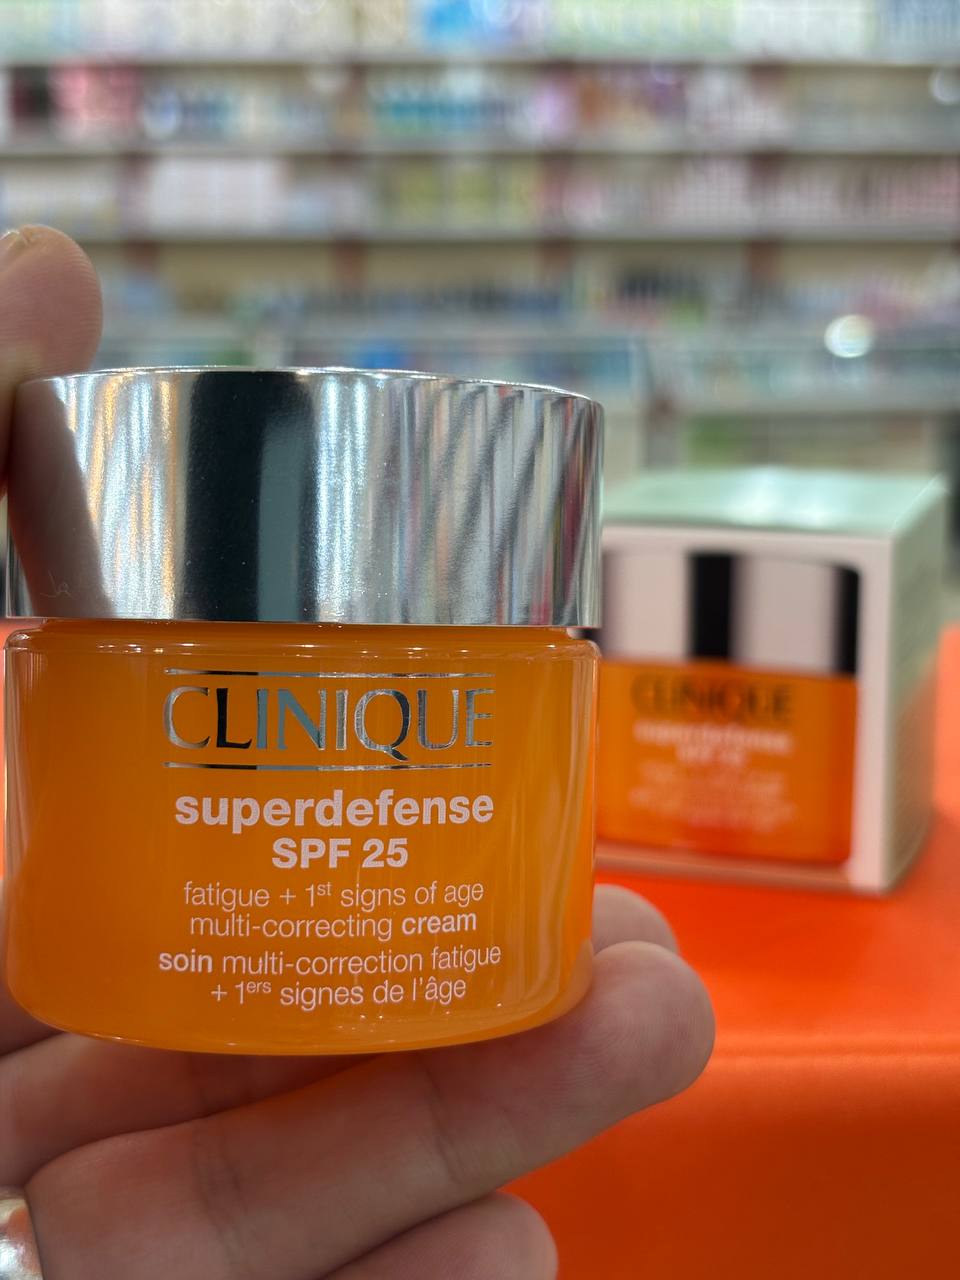 CLINIQUE
superdefense
SPF 25
fatigue + 1st signs of age
multi-correcting cream
soin multi-correction fatigue
+ 1ers signes de l'âge
CLINIQUE
superdefense